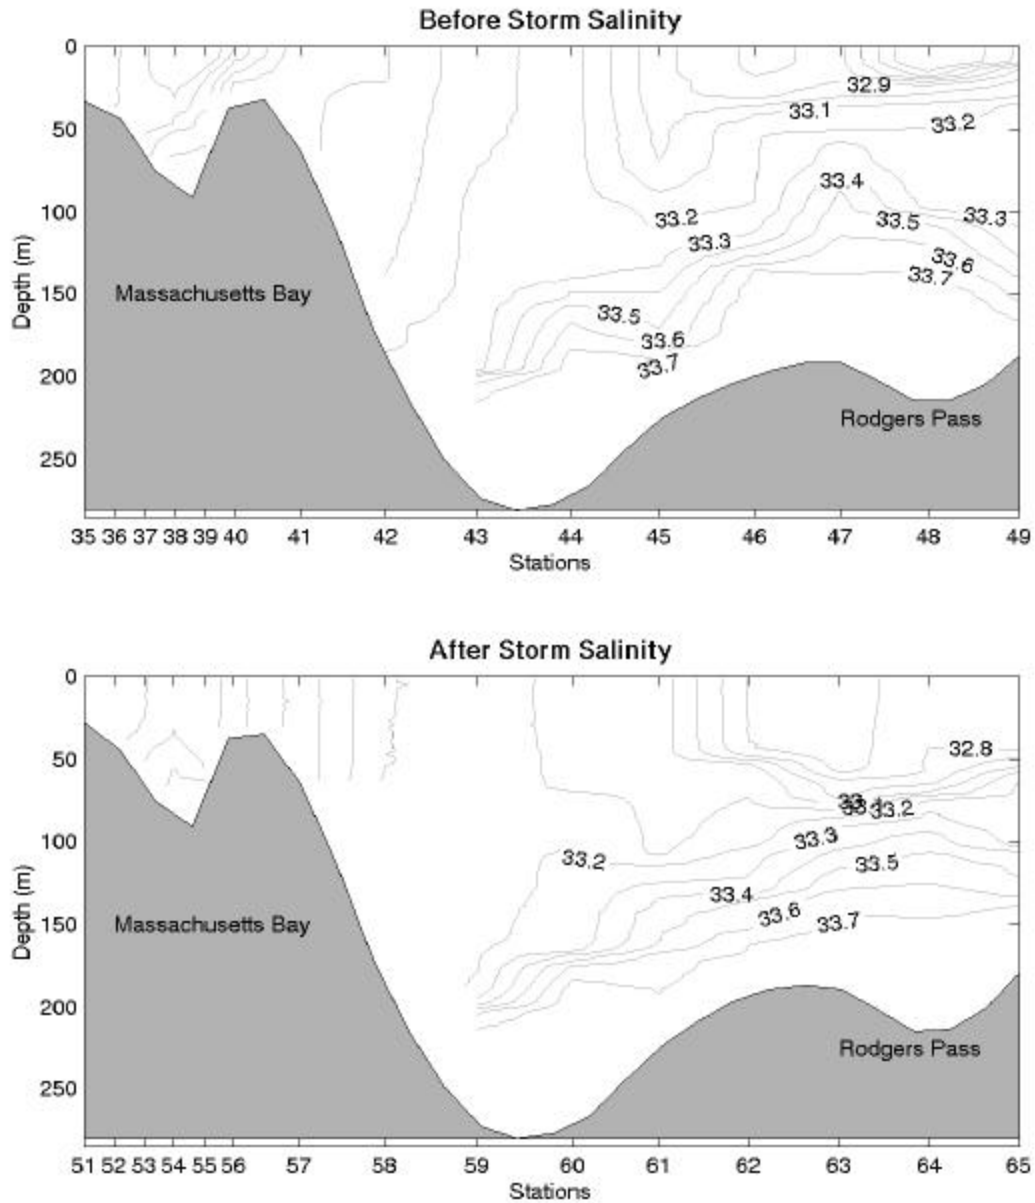 Before Storm Salinity
0
50
100
150
200
250
Depth (m)
32.9
33.1
33.2
33.4
33.2
33.3
33.5
33.3
33.6
33.7
33.5
33.6
33.7
Massachusetts Bay
Rodgers Pass
35 36 37 38 39 40 41 42 43 44 45 46 47 48 49
Stations
After Storm Salinity
0
50
100
150
200
250
Depth (m)
32.8
33.2
33.3
33.2
33.5
33.4
33.6
33.7
Massachusetts Bay
Rodgers Pass
51 52 53 54 55 56 57 58 59 60 61 62 63 64 65
Stations